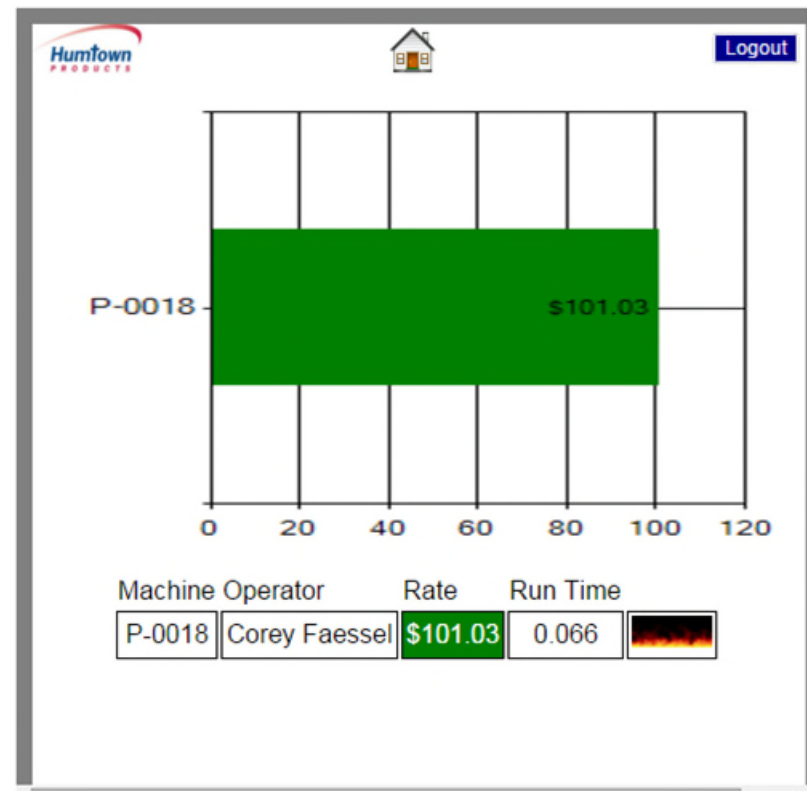 Humtown
PRODUCTS
Logout
P-0018
$101.03
0 20 40 60 80 100 120
Machine Operator Rate Run Time
P-0018 Corey Faessel $101.03 0.066